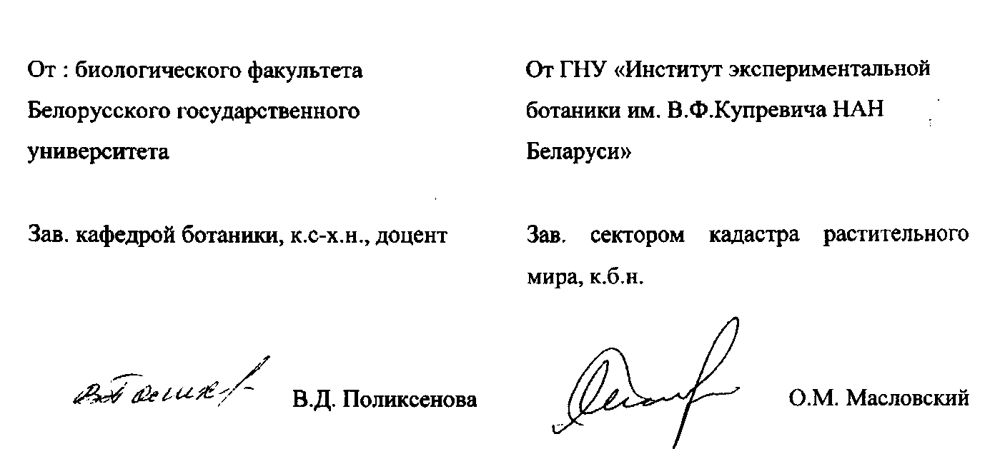 От : биологического факультета
Белорусского государственного
университета
Зав. кафедрой ботаники, к.с-х.н., доцент
В.Д. Поликсенова
От ГНУ «Институт экспериментальной
ботаники им. В.Ф.Купревича НАН
Беларуси»
Зав. сектором кадастра растительного
мира, к.б.н.
О.М. Масловский